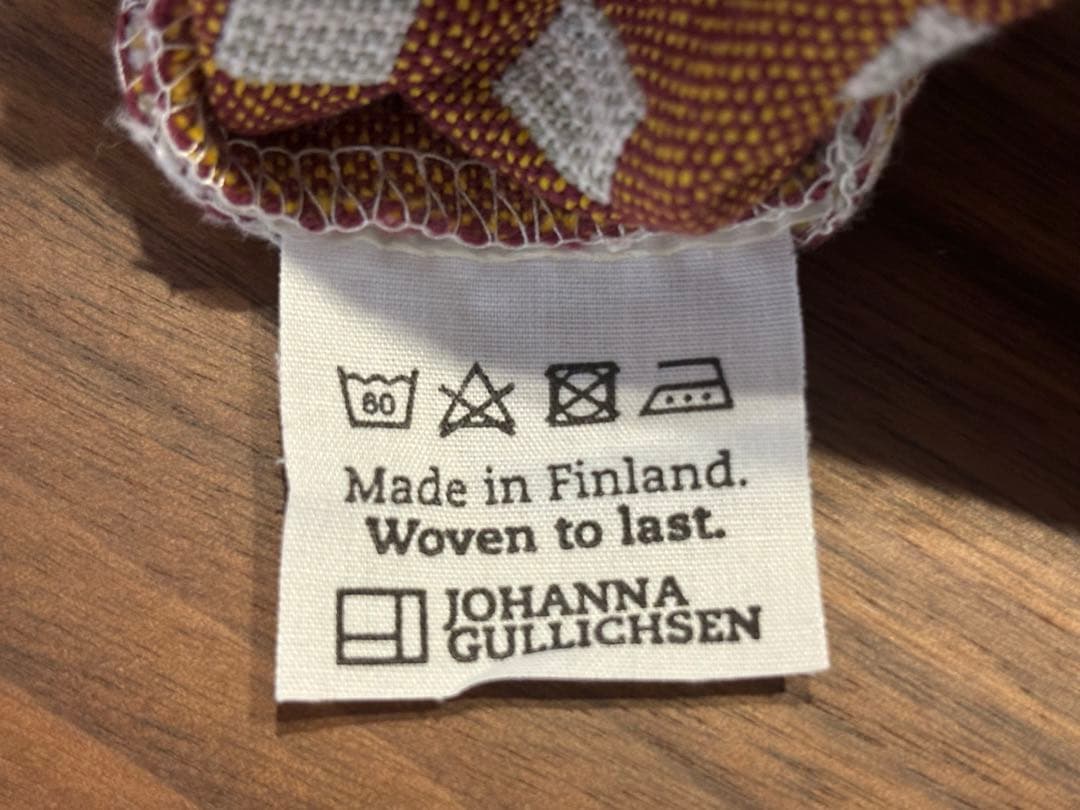 60
Made in Finland.
Woven to last.
JOHANNA
GULLICHSEN